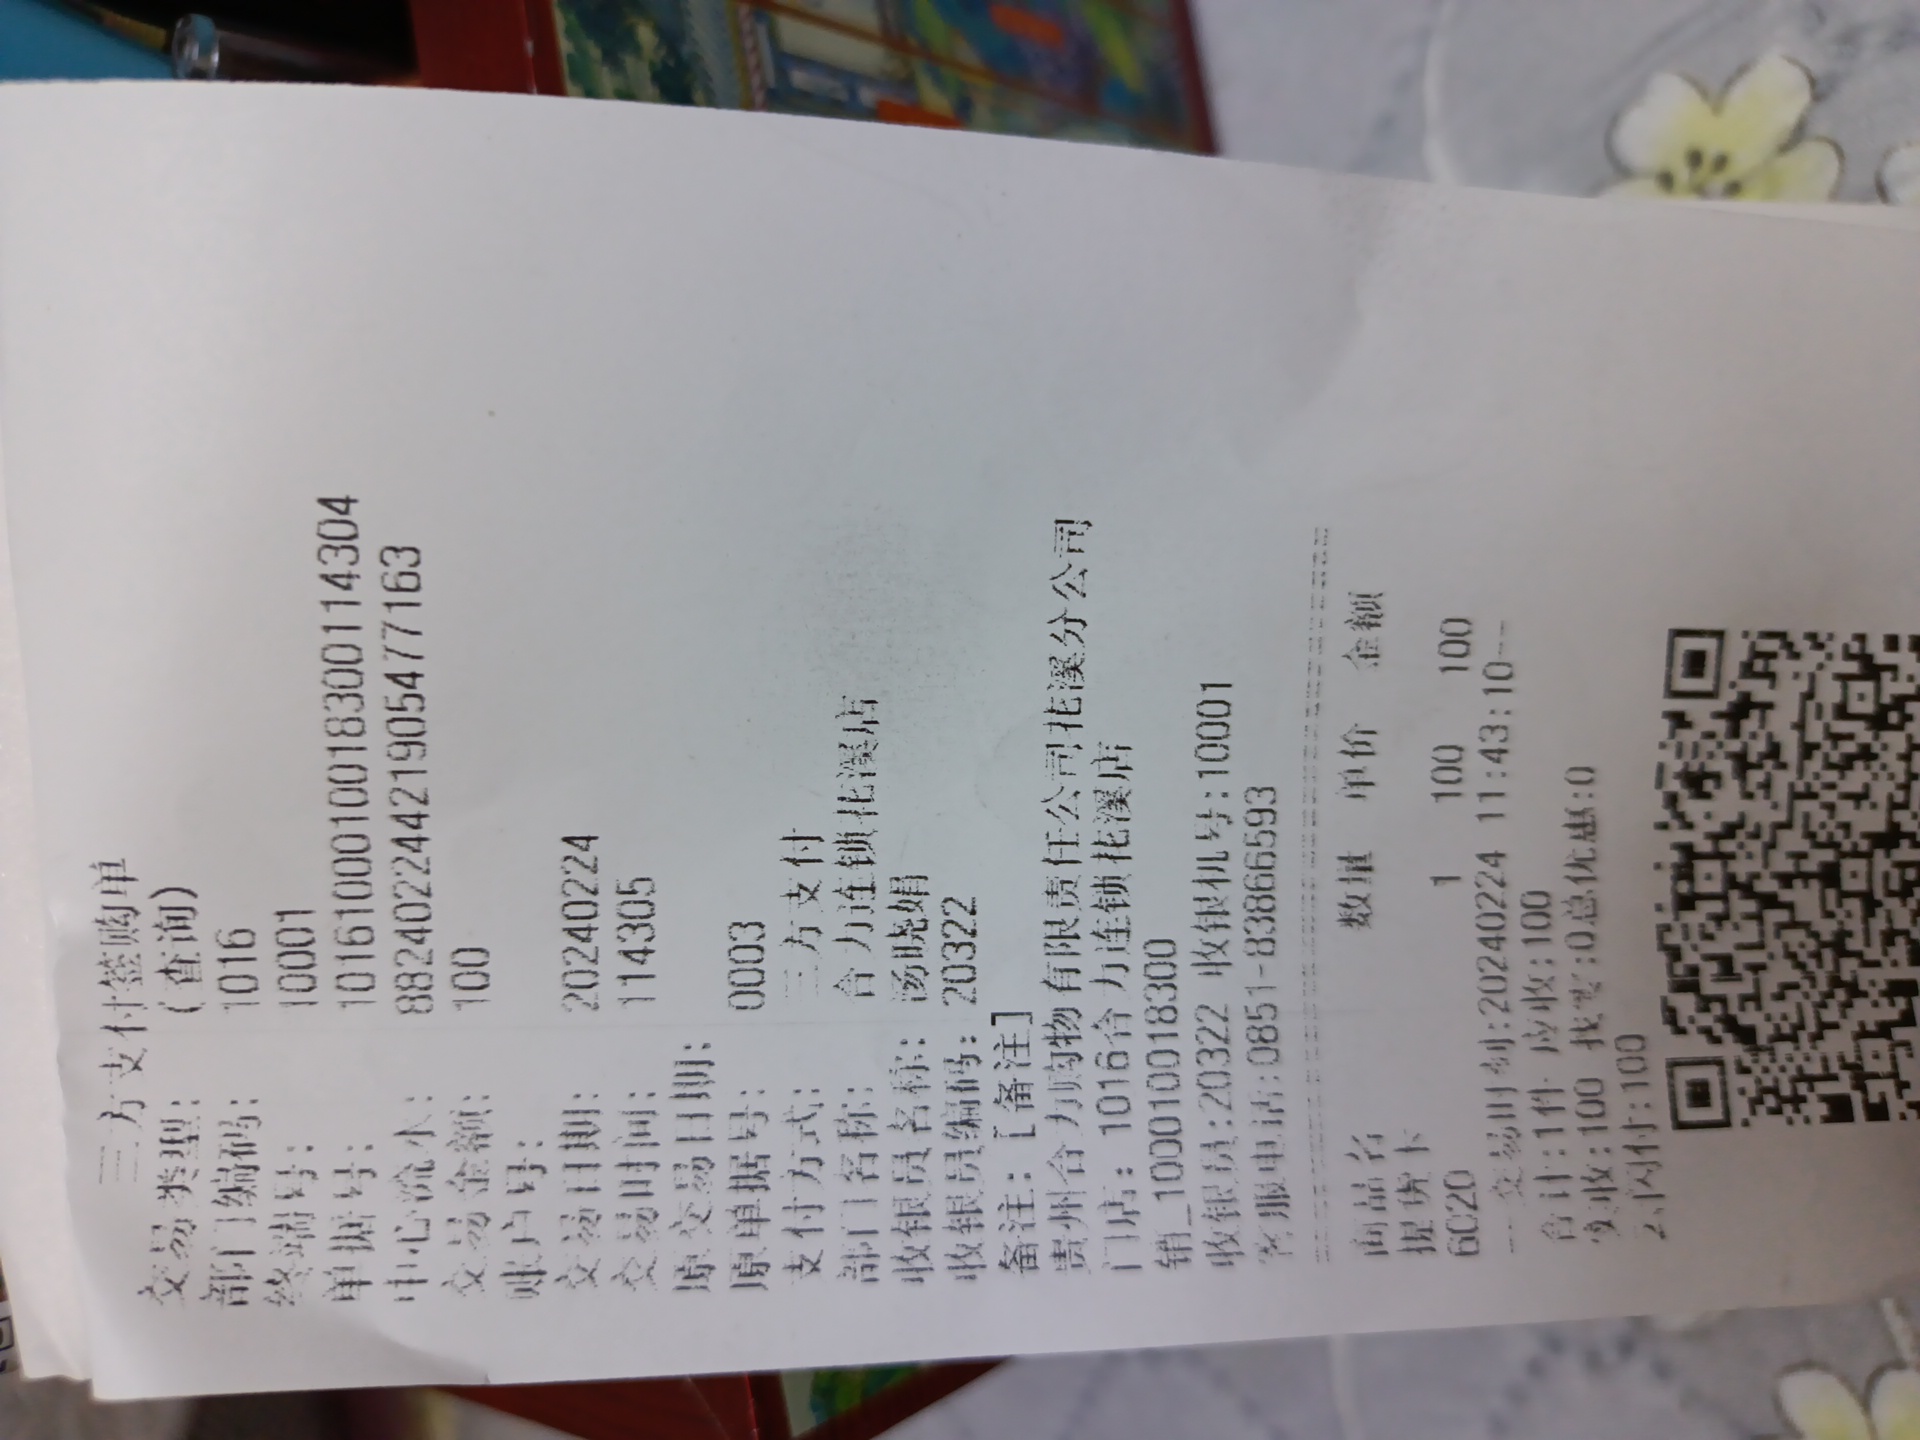 三方支付签购单
交易类型： （查询）
部门编码： 1016
终端号： 10001
单据号： 10161000100183001​14304
中心流水： 882402244219054​77163
交易金额： 100
账户号：
交易日期： 20240224
交易时间： 114305
原交易日期：
原单据号： 0003
支付方式： 三方支付
部门名称： 合力连锁花溪店
收银员名称： 汤晓娟
收银员编码： 20322
备注：[备注]
贵州合力购物有限责任公司花溪分公司
门店：1016合力连锁花溪店
销_100010018300
收银员:20322 收银机号:10001
客服电话:0851-83866593
商品名 数量 单价 金额
提货卡
6020 1 100 100
--交易时刻:20240224 11:43:10--
合计:1件 应收:100
实收:100 找零:0总优惠:0
云闪付:100